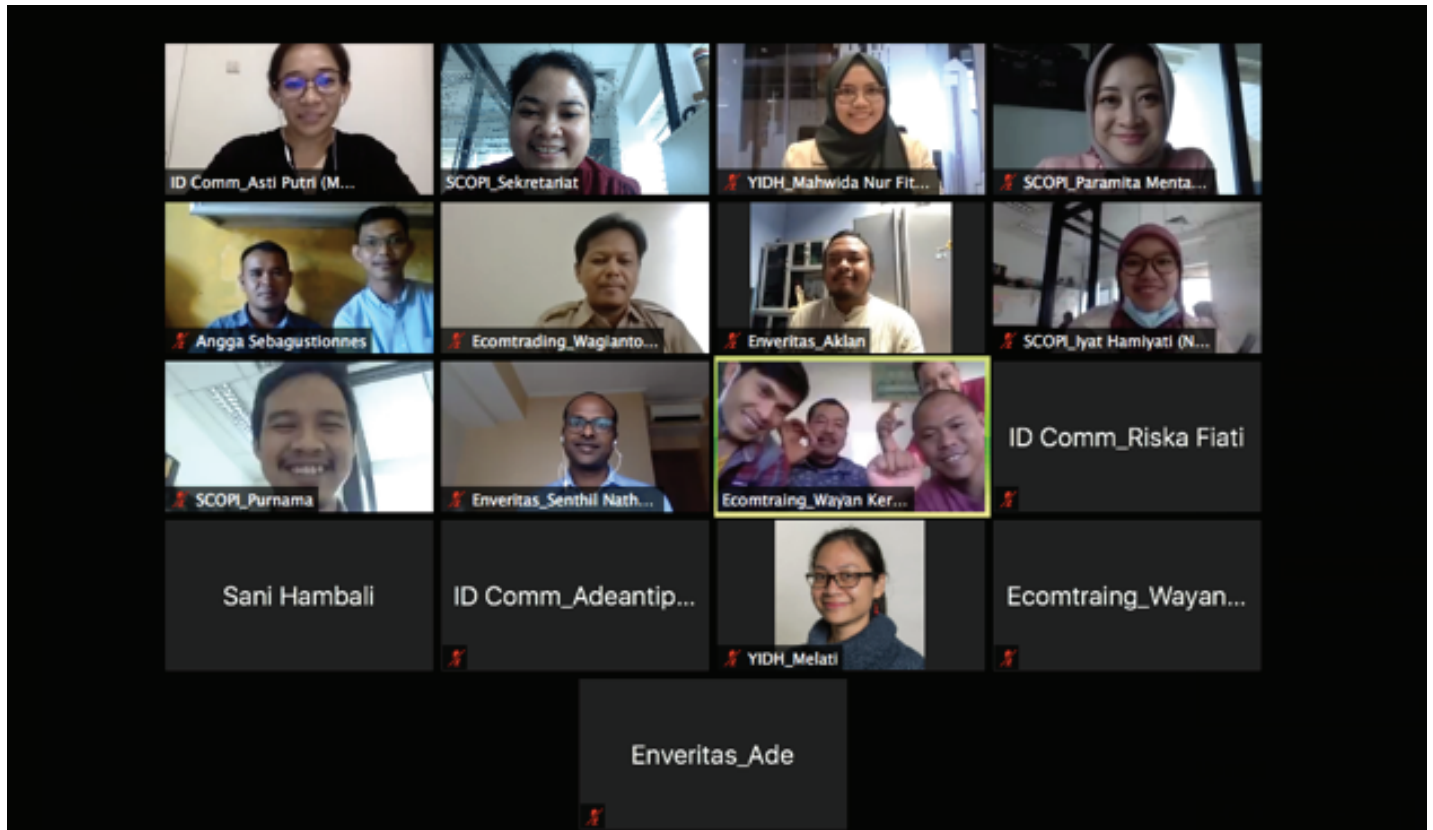 ID Comm_Asti Putri (M...
SCOPI_Sekretariat
YIDH_Mahwida Nur Fit...
SCOPI_Paramita Menta...
Angga Sebagustionnes
Ecomtrading_Wagianto...
Enveritas_Aklan
SCOPI_Iyat Hamiyati (N...
SCOPI_Purnama
Enveritas_Senthil Nath...
Ecomtraing_Wayan Ker...
ID Comm_Riska Fiati
Sani Hambali
ID Comm_Adeantip...
YIDH_Melati
Ecomtraing_Wayan...
Enveritas_Ade